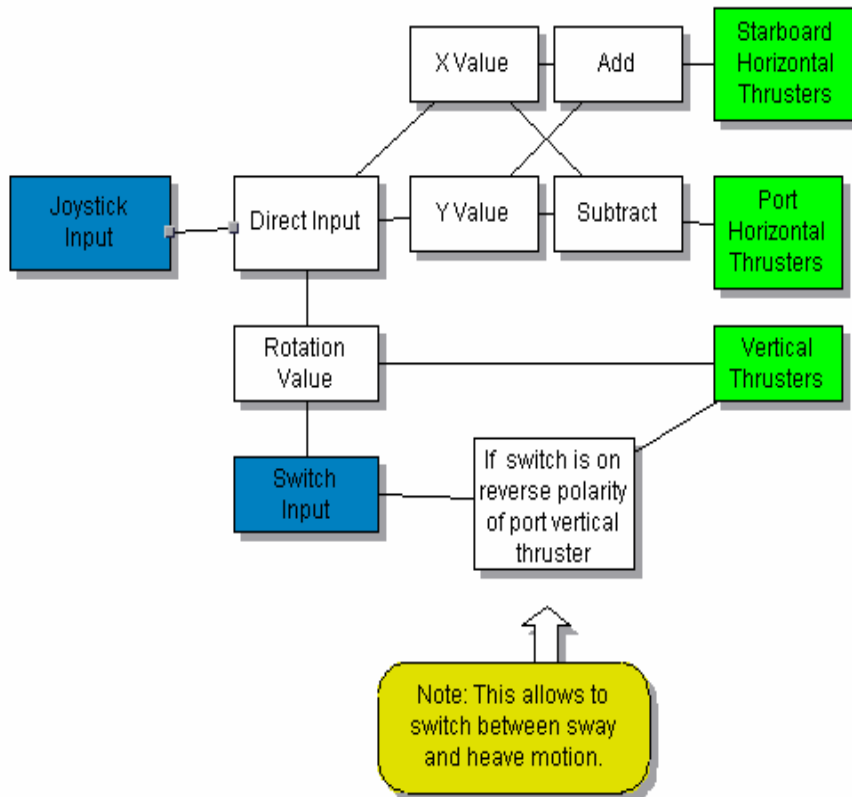 X Value
Add
Starboard
Horizontal
Thrusters
Joystick
Input
Direct Input
Y Value
Subtract
Port
Horizontal
Thrusters
Rotation
Value
Vertical
Thrusters
Switch
Input
If switch is on
reverse polarity
of port vertical
thruster
Note: This allows to
switch between sway
and heave motion.